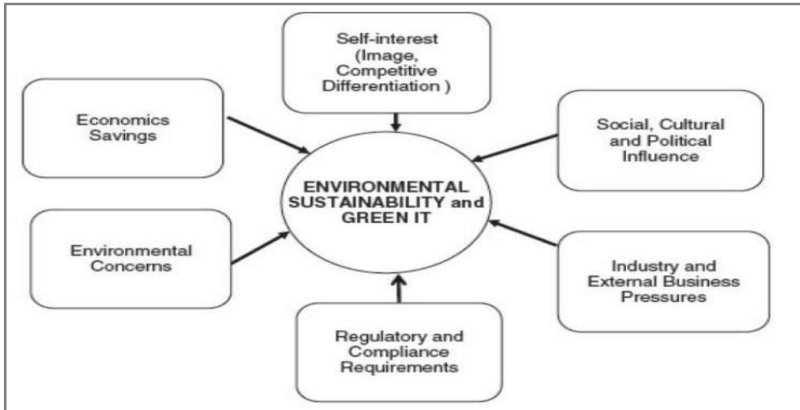 Self-interest
(Image,
Competitive
Differentiation )
Economics
Savings
Social, Cultural
and Political
Influence
ENVIRONMENTAL
SUSTAINABILITY and
GREEN IT
Environmental
Concerns
Industry and
External Business
Pressures
Regulatory and
Compliance
Requirements